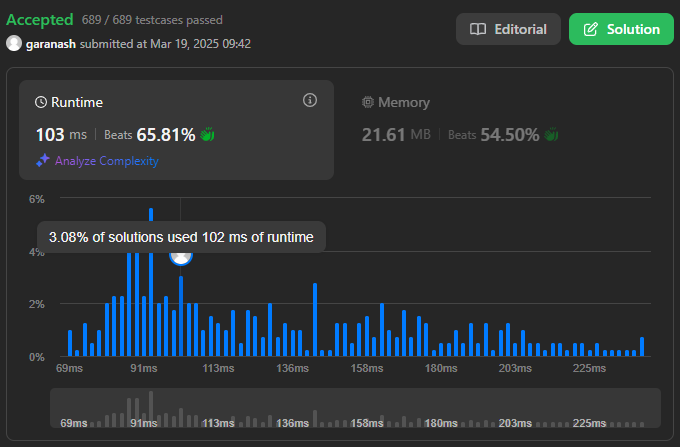 Accepted 689 / 689 testcases passed
garanash submitted at Mar 19, 2025 09:42
Editorial
Solution
Runtime
103 ms | Beats 65.81%
Analyze Complexity
Memory
21.61 MB | Beats 54.50%
6%
4%
2%
0%
3.08% of solutions used 102 ms of runtime
69ms 91ms 113ms 136ms 158ms 180ms 203ms 225ms
69ms 91ms 113ms 136ms 158ms 180ms 203ms 225ms